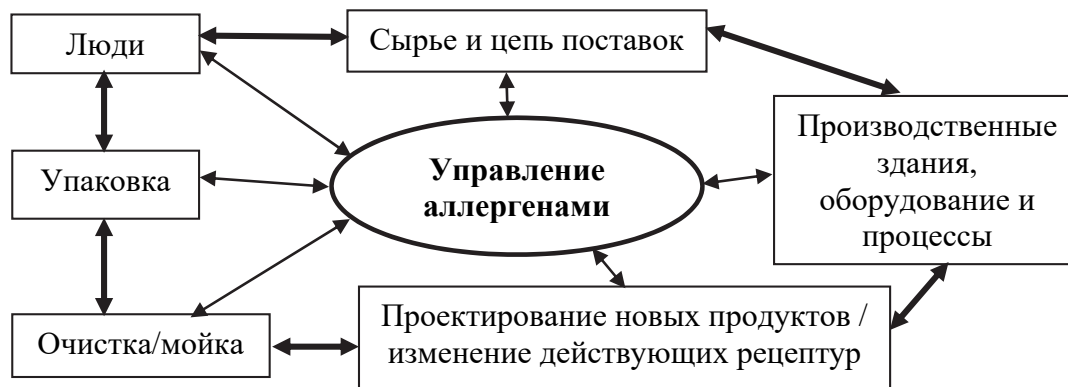 Люди
Сырье и цепь поставок
Производственные
здания,
оборудование и
процессы
Упаковка
Управление
аллергенами
Очистка/мойка
Проектирование новых продуктов /
изменение действующих рецептур